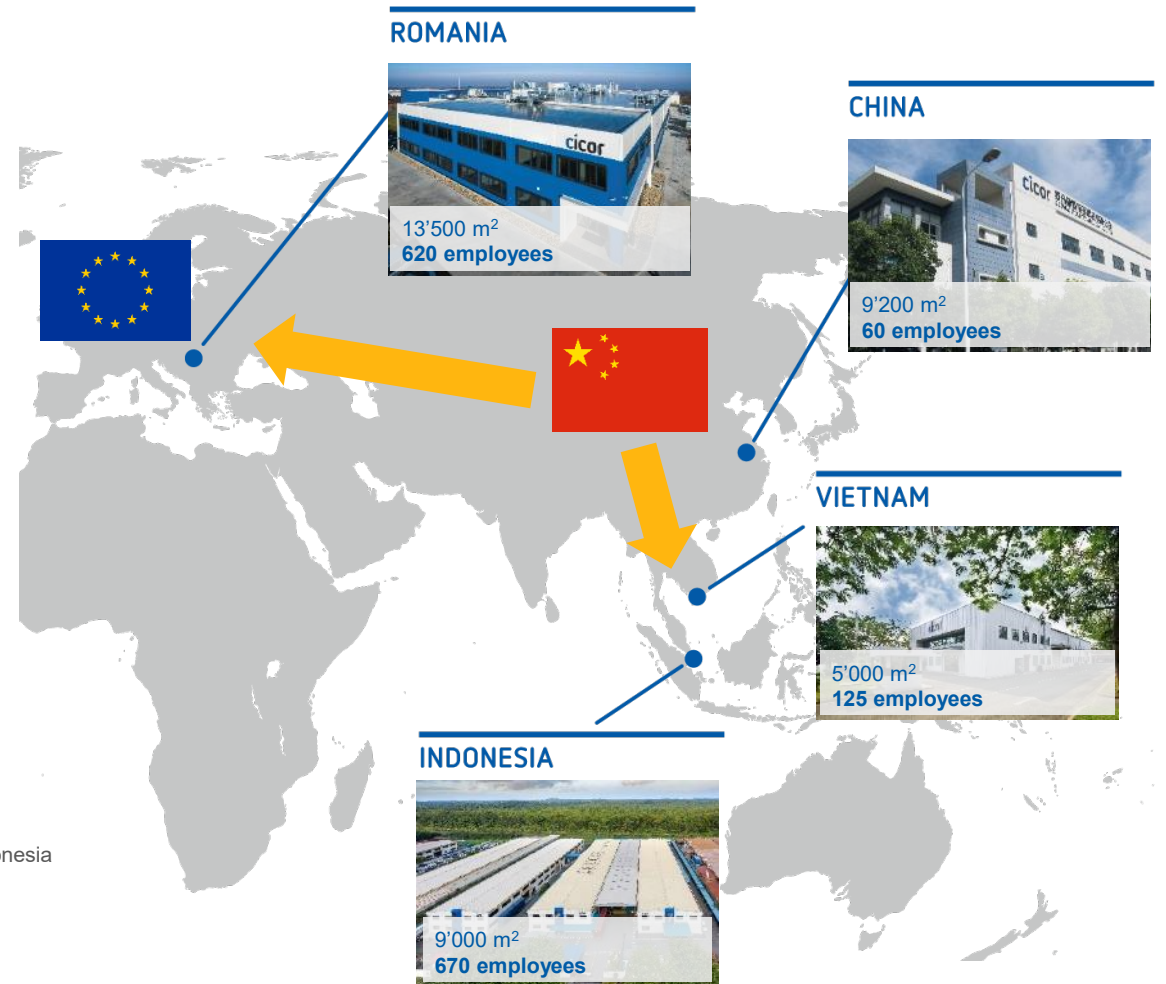 ROMANIA
cicor
13’500 m²
620 employees
CHINA
cicor
9’200 m²
60 employees
VIETNAM
cicor
5’000 m²
125 employees
INDONESIA
9’000 m²
670 employees
onesia